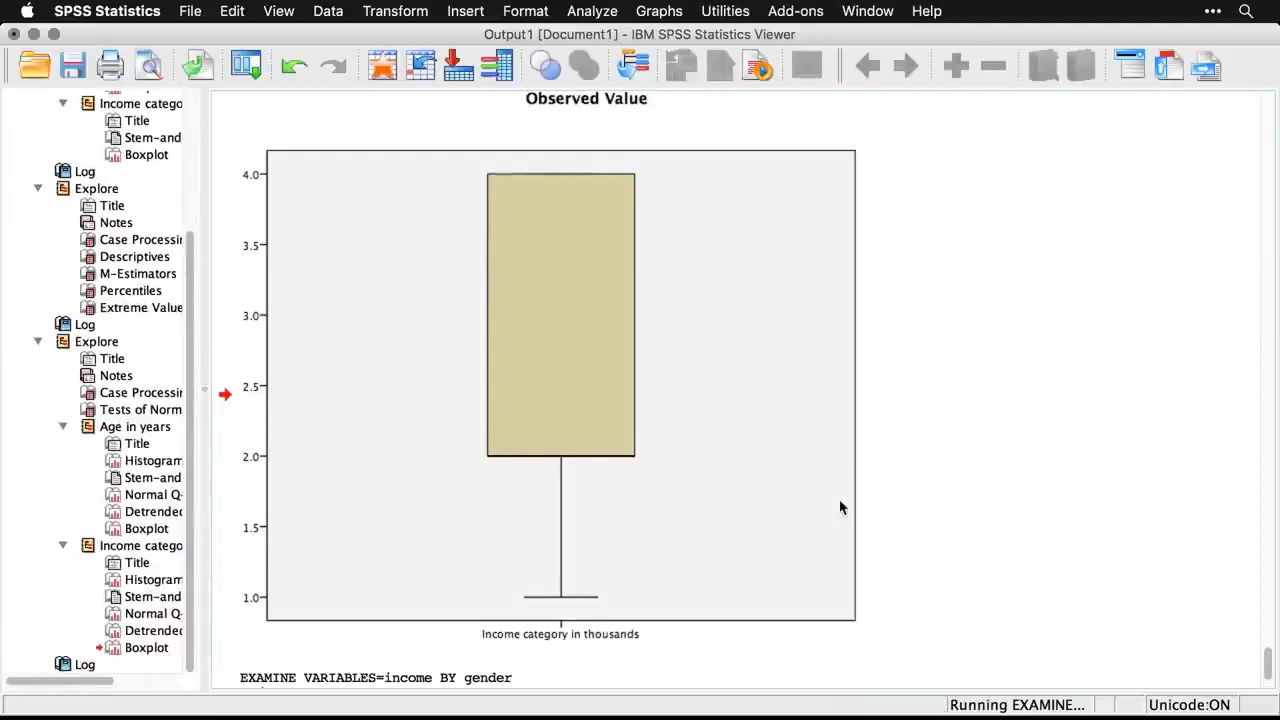 SPSS Statistics File Edit View Data Transform Insert Format Analyze Graphs Utilities Add-ons Window Help
Output1 [Document1] - IBM SPSS Statistics Viewer
Income catego
Title
Stem-and
Boxplot
Log
Explore
Title
Notes
Case Processin
Descriptives
M-Estimators
Percentiles
Extreme Value
Log
Explore
Title
Notes
Case Processin
Tests of Norm
Age in years
Title
Histogram
Stem-and
Normal Q-
Detrended
Boxplot
Income catego
Title
Histogram
Stem-and
Normal Q-
Detrended
Boxplot
Log
Observed Value
4.0
3.5
3.0
2.5
2.0
1.5
1.0
Income category in thousands
EXAMINE VARIABLES=income BY gender
Running EXAMINE... Unicode:ON